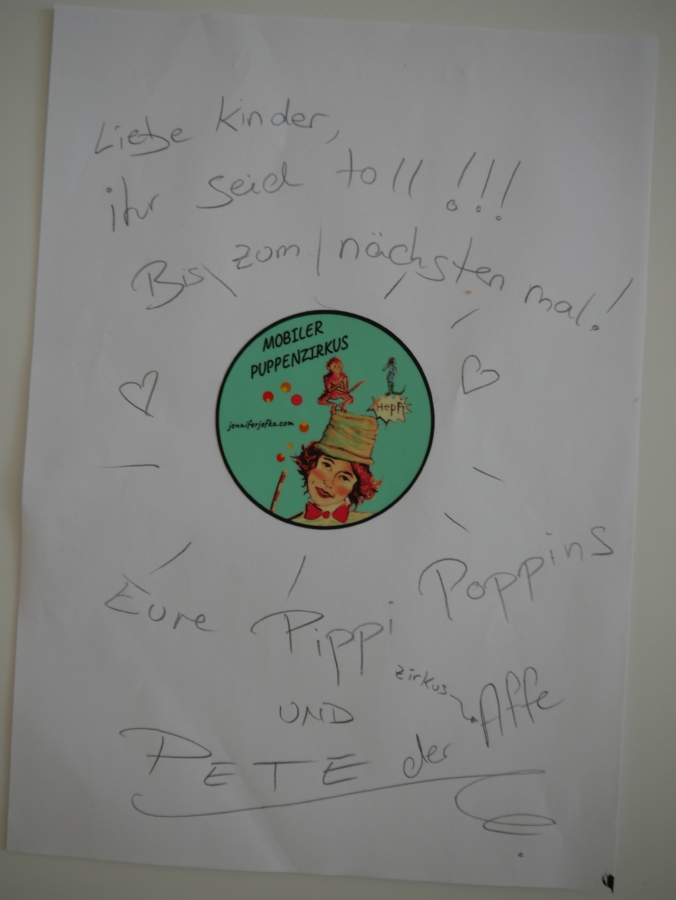 Liebe Kinder,
ihr seid toll!!!
Bis zum nächsten mal!
MOBILER
PUPPENZIRKUS
HOPPA
jenniferjefka.com
Eure Pippi Poppins
UND
zirkus
PETE der Affe